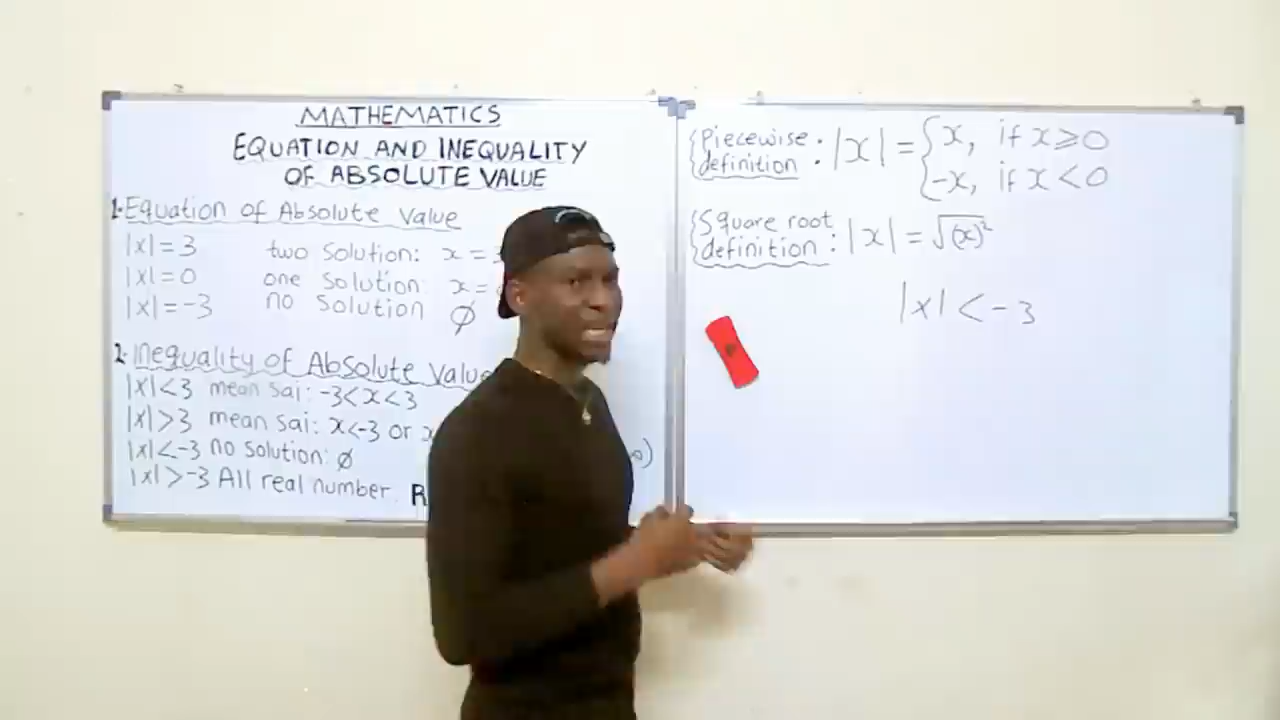 MATHEMATICS
EQUATION AND INEQUALITY
OF ABSOLUTE VALUE
1. Equation of Absolute Value
|x| = 3 two solution: x =
|x| = 0 one solution: x =
|x| = -3 no solution ∅
2. Inequality of Absolute Value
|x| < 3 mean sai: -3 < x < 3
|x| > 3 mean sai: x < -3 or
|x| < -3 no solution: ∅ ∞)
|x| > -3 All real number. R
Piecewise definition: |x| = { x, if x ⩾ 0
-x, if x < 0
Square root
definition: |x| = √(x)²
|x| < -3